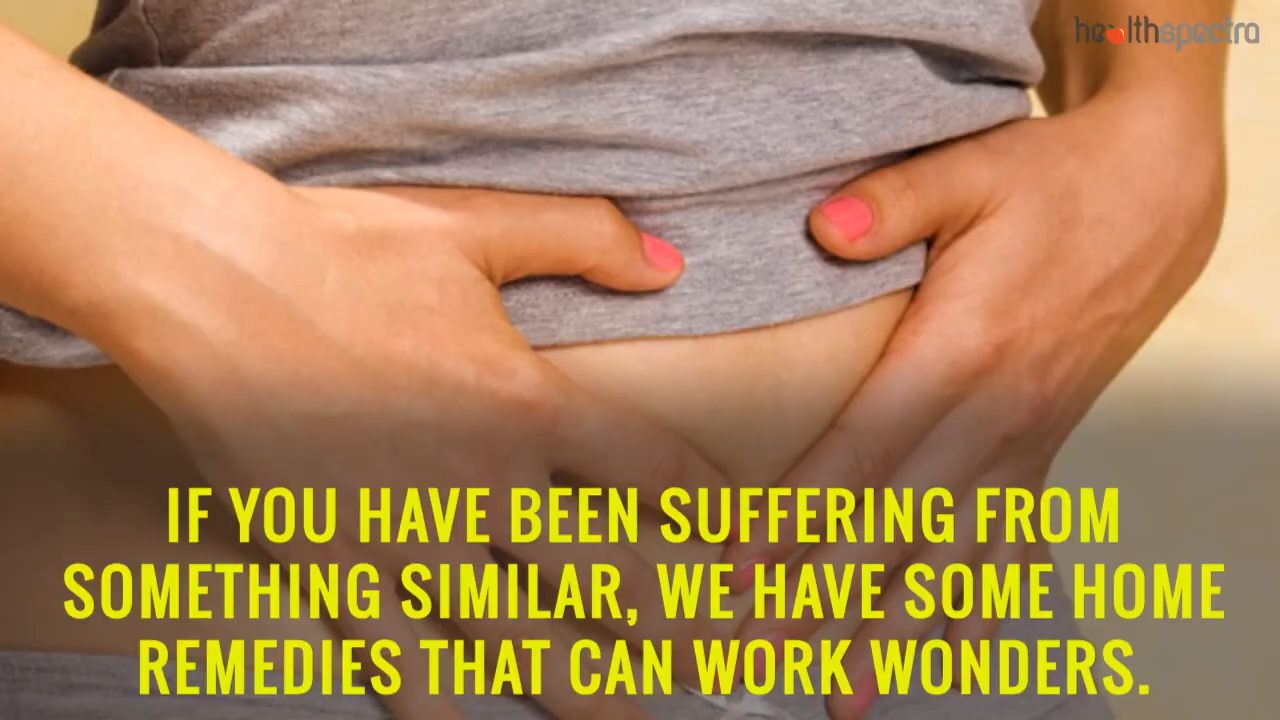 healthspectra
IF YOU HAVE BEEN SUFFERING FROM
SOMETHING SIMILAR, WE HAVE SOME HOME
REMEDIES THAT CAN WORK WONDERS.